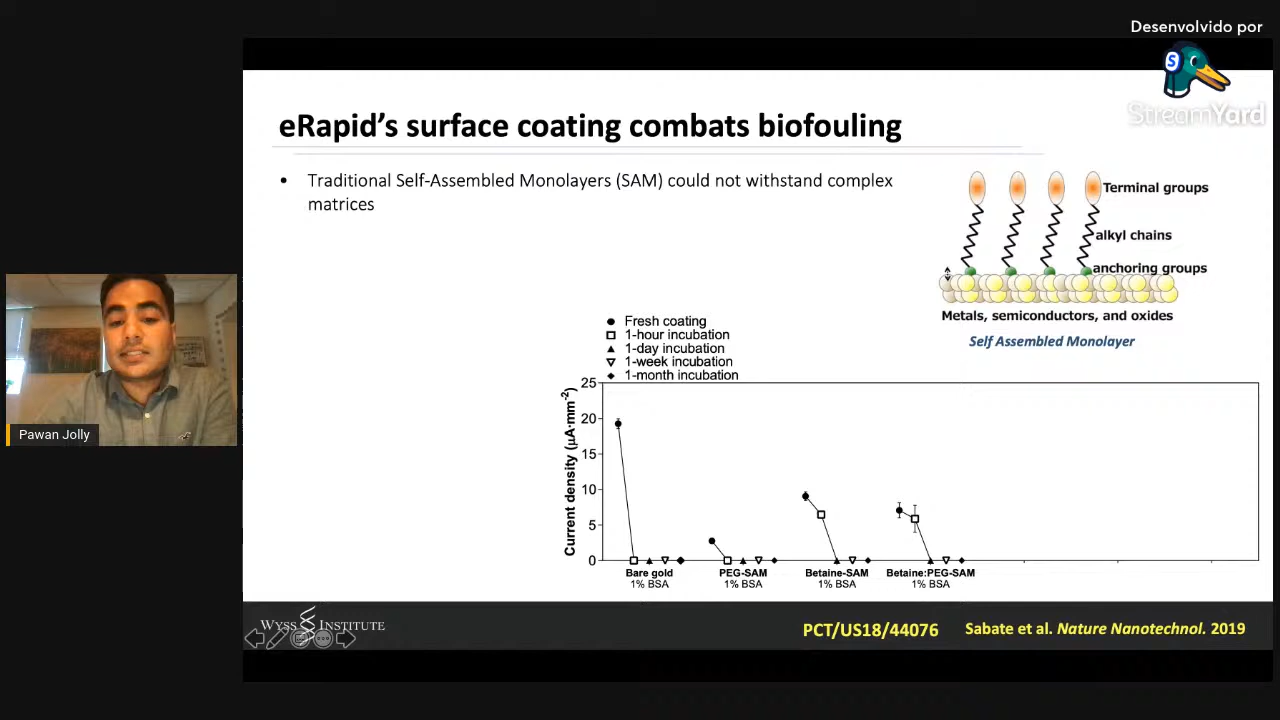 Desenvolvido por
S
StreamYard
eRapid's surface coating combats biofouling
• Traditional Self-Assembled Monolayers (SAM) could not withstand complex
matrices
Terminal groups
alkyl chains
anchoring groups
Metals, semiconductors, and oxides
Self Assembled Monolayer
Fresh coating
1-hour incubation
1-day incubation
1-week incubation
1-month incubation
Current density (µA·mm⁻²)
25
20
15
10
5
0
Bare gold
1% BSA
PEG-SAM
1% BSA
Betaine-SAM
1% BSA
Betaine:PEG-SAM
1% BSA
Pawan Jolly
WYSS INSTITUTE
PCT/US18/44076
Sabate et al. Nature Nanotechnol. 2019